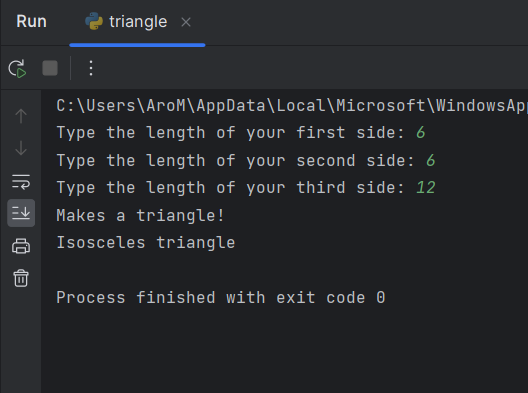 Run
triangle
C:\Users\AroM\AppData\Local\Microsoft\WindowsApp
Type the length of your first side: 6
Type the length of your second side: 6
Type the length of your third side: 12
Makes a triangle!
Isosceles triangle
Process finished with exit code 0